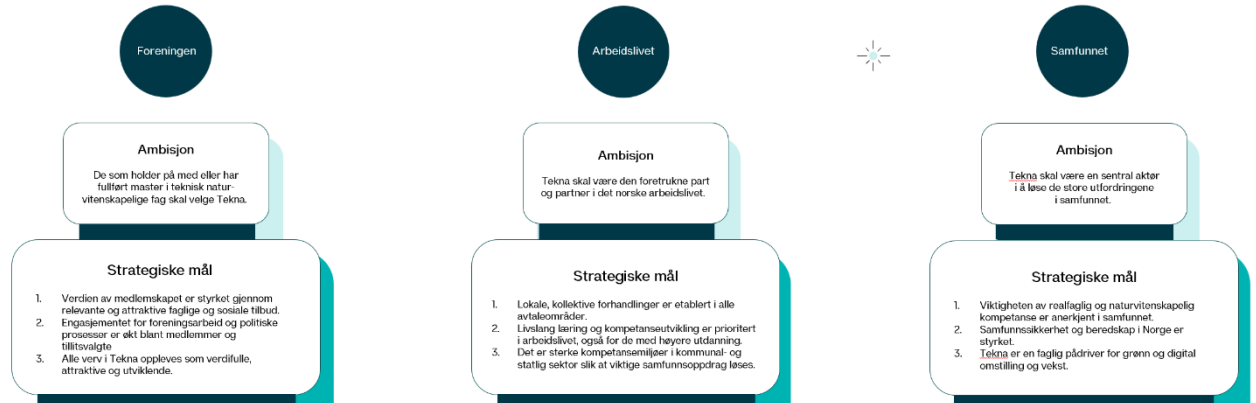 Foreningen
Ambisjon
De som holder på med eller har
fullført master i teknisk natur-
vitenskapelige fag skal velge Tekna.
Strategiske mål
1. Verdien av medlemskapet er styrket gjennom
relevante og attraktive faglige og sosiale tilbud.
2. Engasjementet for foreningsarbeid og politiske
prosesser er økt blant medlemmer og
tillitsvalgte
3. Alle verv i Tekna oppleves som verdifulle,
attraktive og utviklende.
Arbeidslivet
Ambisjon
Tekna skal være den foretrukne part
og partner i det norske arbeidslivet.
Strategiske mål
1. Lokale, kollektive forhandlinger er etablert i alle
avtaleområder.
2. Livslang læring og kompetanseutvikling er prioritert
i arbeidslivet, også for de med høyere utdanning.
3. Det er sterke kompetansemiljøer i kommunal- og
statlig sektor slik at viktige samfunnsoppdrag løses.
Samfunnet
Ambisjon
Tekna skal være en sentral aktør
i å løse de store utfordringene
i samfunnet.
Strategiske mål
1. Viktigheten av realfaglig og naturvitenskapelig
kompetanse er anerkjent i samfunnet.
2. Samfunnssikkerhet og beredskap i Norge er
styrket.
3. Tekna er en faglig pådriver for grønn og digital
omstilling og vekst.